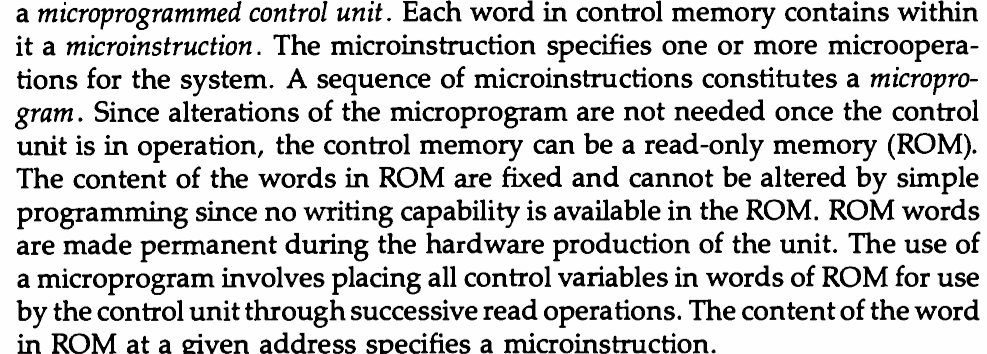 a microprogrammed control unit. Each word in control memory contains within
it a microinstruction. The microinstruction specifies one or more microopera-
tions for the system. A sequence of microinstructions constitutes a micropro-
gram. Since alterations of the microprogram are not needed once the control
unit is in operation, the control memory can be a read-only memory (ROM).
The content of the words in ROM are fixed and cannot be altered by simple
programming since no writing capability is available in the ROM. ROM words
are made permanent during the hardware production of the unit. The use of
a microprogram involves placing all control variables in words of ROM for use
by the control unit through successive read operations. The content of the word
in ROM at a given address specifies a microinstruction.